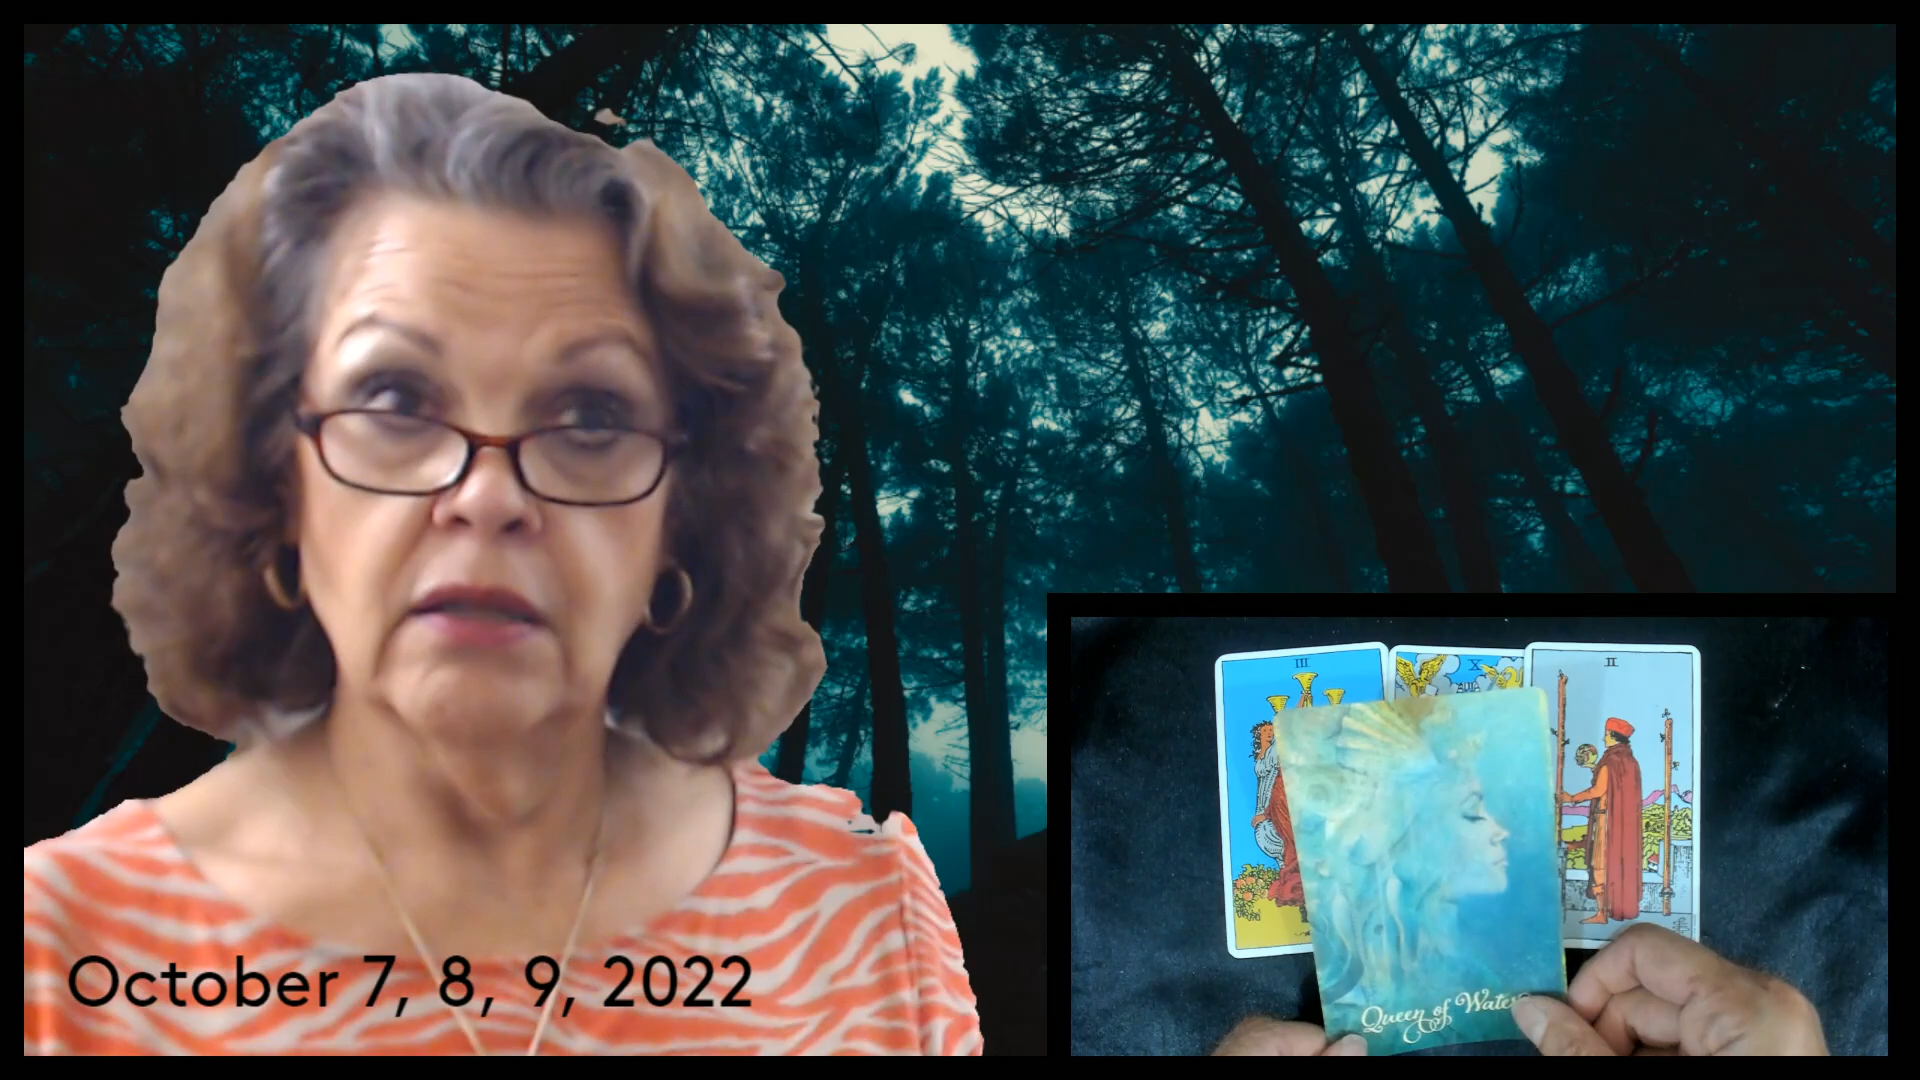 October 7, 8, 9, 2022
III
X
II
Queen of Water